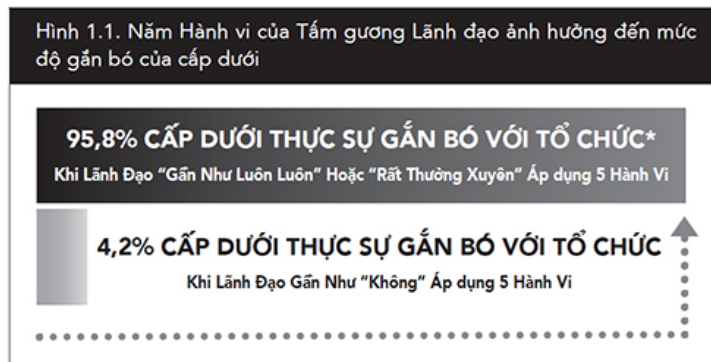 Hình 1.1. Năm Hành vi của Tấm gương Lãnh đạo ảnh hưởng đến mức
độ gắn bó của cấp dưới
95,8% CẤP DƯỚI THỰC SỰ GẮN BÓ VỚI TỔ CHỨC*
Khi Lãnh Đạo “Gần Như Luôn Luôn” Hoặc “Rất Thường Xuyên” Áp dụng 5 Hành Vi
4,2% CẤP DƯỚI THỰC SỰ GẮN BÓ VỚI TỔ CHỨC
Khi Lãnh Đạo Gần Như “Không” Áp dụng 5 Hành Vi